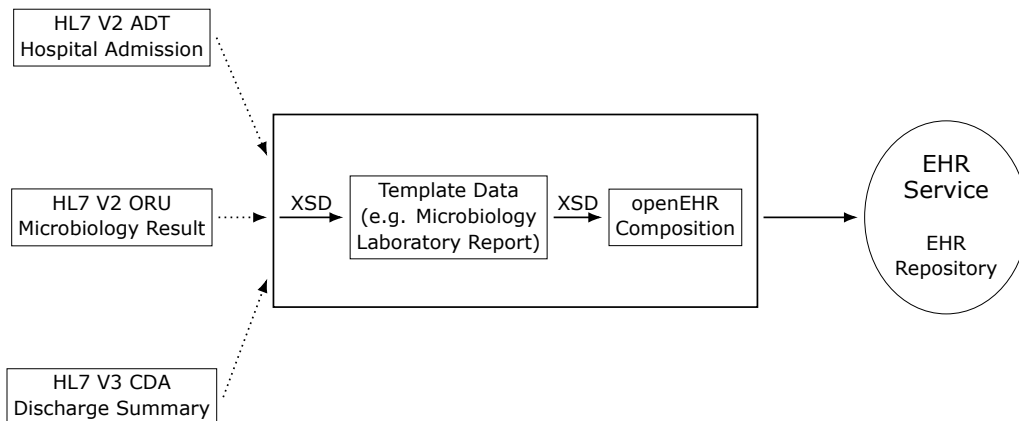 HL7 V2 ADT
Hospital Admission
HL7 V2 ORU
Microbiology Result
HL7 V3 CDA
Discharge Summary
XSD
Template Data
(e.g. Microbiology
Laboratory Report)
XSD
openEHR
Composition
EHR
Service
EHR
Repository